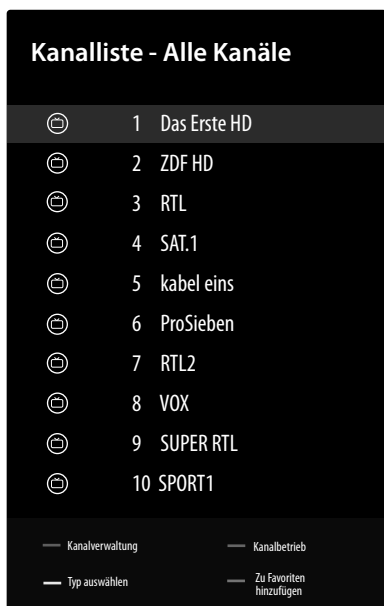 Kanalliste - Alle Kanäle
1 Das Erste HD
2 ZDF HD
3 RTL
4 SAT.1
5 kabel eins
6 ProSieben
7 RTL2
8 VOX
9 SUPER RTL
10 SPORT1
Kanalverwaltung
Kanalbetrieb
Typ auswählen
Zu Favoriten
hinzufügen